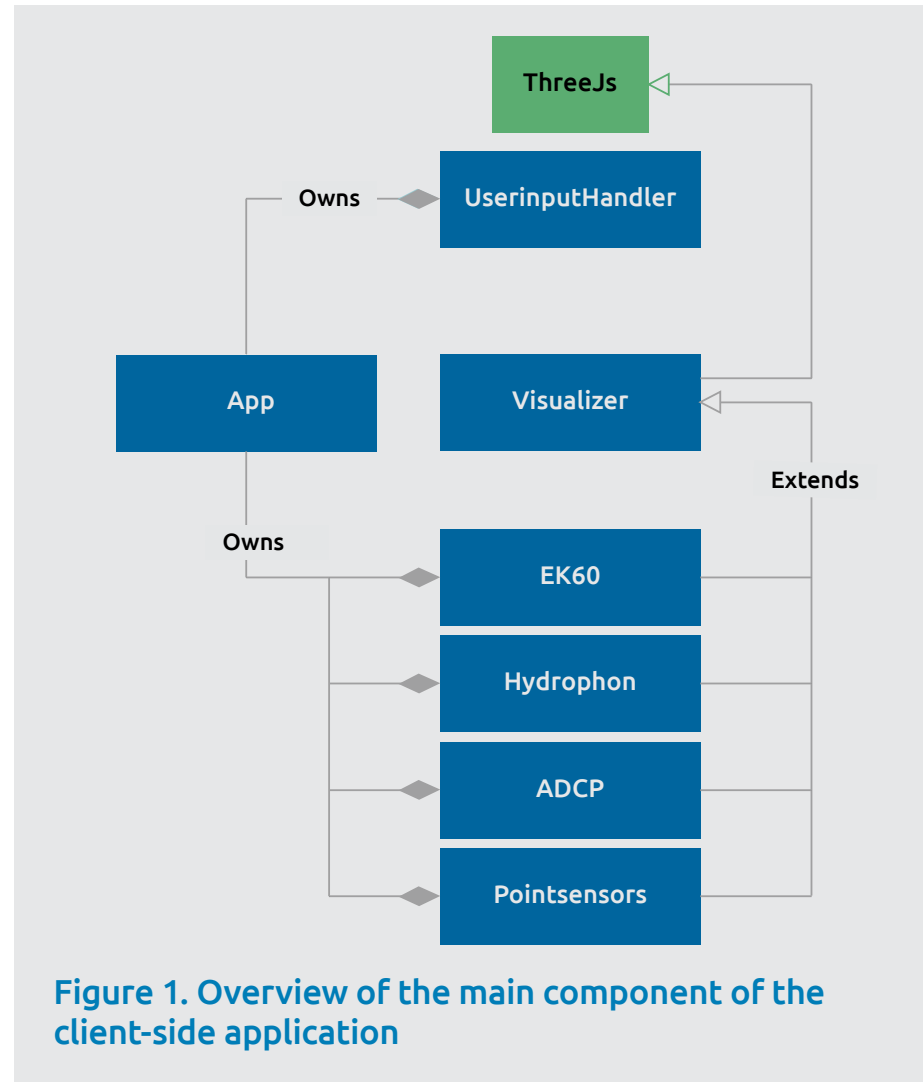 ThreeJs
Owns
UserinputHandler
App
Visualizer
Extends
Owns
EK60
Hydrophon
ADCP
Pointsensors
Figure 1. Overview of the main component of the
client-side application